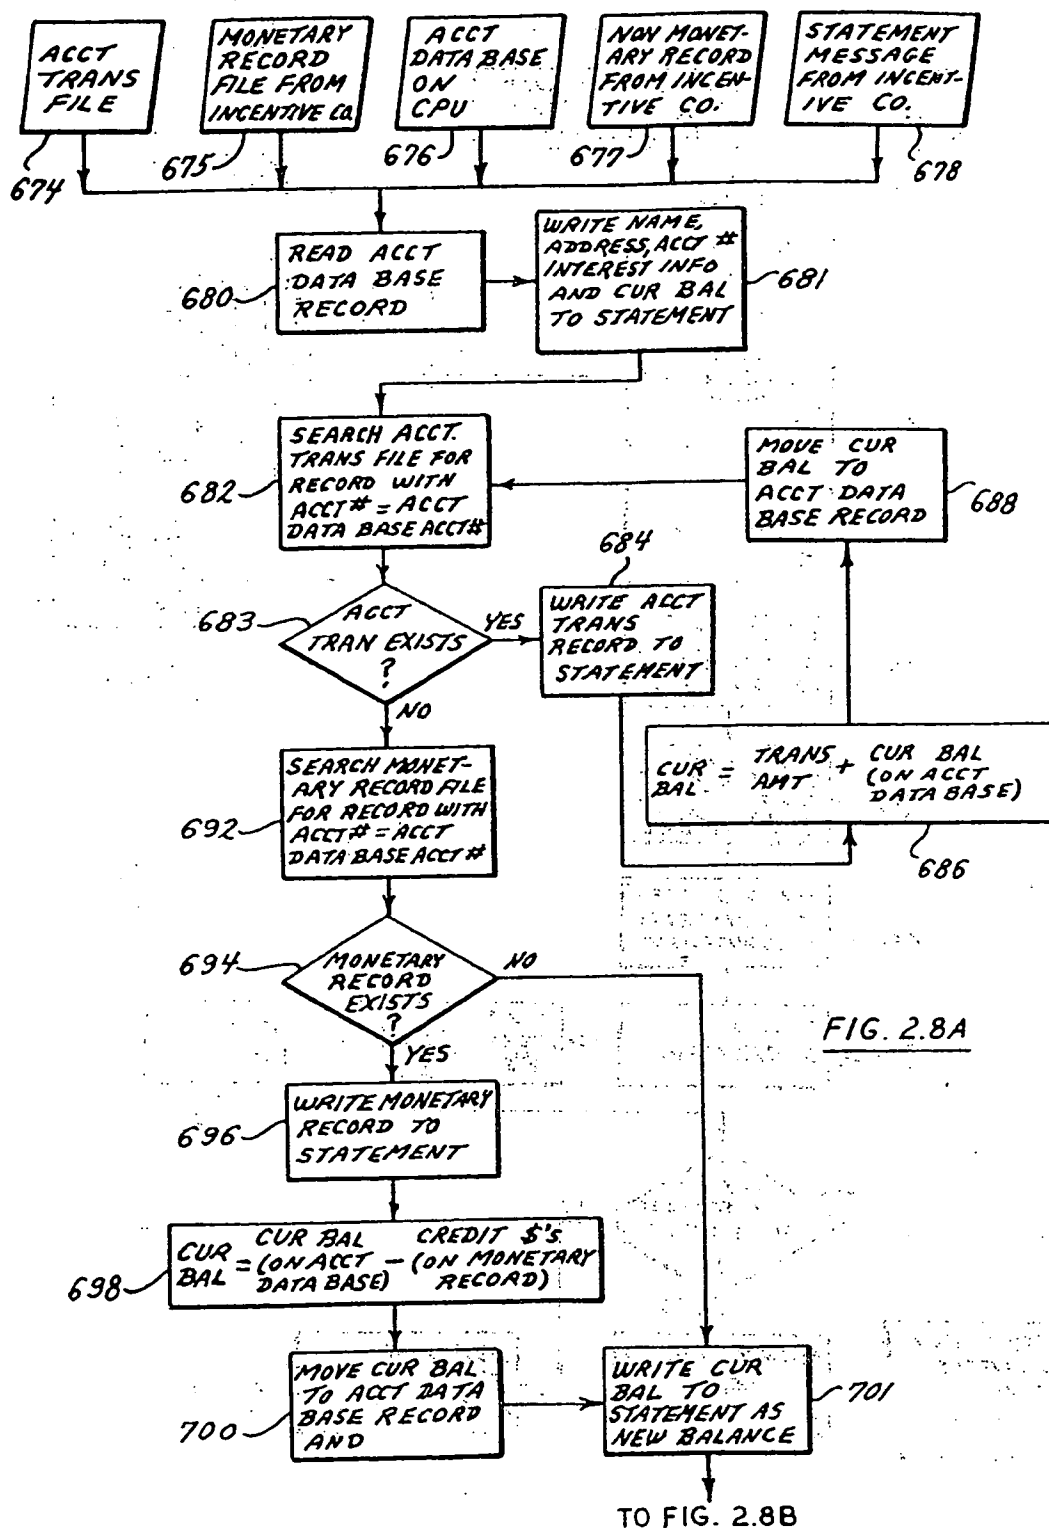 ACCT
TRANS
FILE
674
MONETARY
RECORD
FILE FROM
INCENTIVE CO.
675
ACCT
DATA BASE
ON
CPU
676
NON MONET-
ARY RECORD
FROM INCEN-
TIVE CO.
677
STATEMENT
MESSAGE
FROM INCENT-
IVE CO.
678
READ ACCT
DATA BASE
RECORD
680
WRITE NAME,
ADDRESS, ACCT #
INTEREST INFO
AND CUR BAL
TO STATEMENT
681
SEARCH ACCT.
TRANS FILE FOR
RECORD WITH
ACCT # = ACCT
DATA BASE ACCT #
682
MOVE CUR
BAL TO
ACCT DATA
BASE RECORD
688
ACCT
TRAN EXISTS
?
683
YES
NO
684
WRITE ACCT
TRANS
RECORD TO
STATEMENT
CUR BAL = TRANS AMT + CUR BAL (ON ACCT DATA BASE)
686
SEARCH MONET-
ARY RECORD FILE
FOR RECORD WITH
ACCT # = ACCT
DATA BASE ACCT #
692
MONETARY
RECORD
EXISTS
?
694
NO
YES
FIG. 2.8A
WRITE MONETARY
RECORD TO
STATEMENT
696
CUR BAL = CUR BAL (ON ACCT DATA BASE) - CREDIT $'s. (ON MONETARY RECORD)
698
MOVE CUR BAL
TO ACCT DATA
BASE RECORD
AND
700
WRITE CUR
BAL TO
STATEMENT AS
NEW BALANCE
701
TO FIG. 2.8B